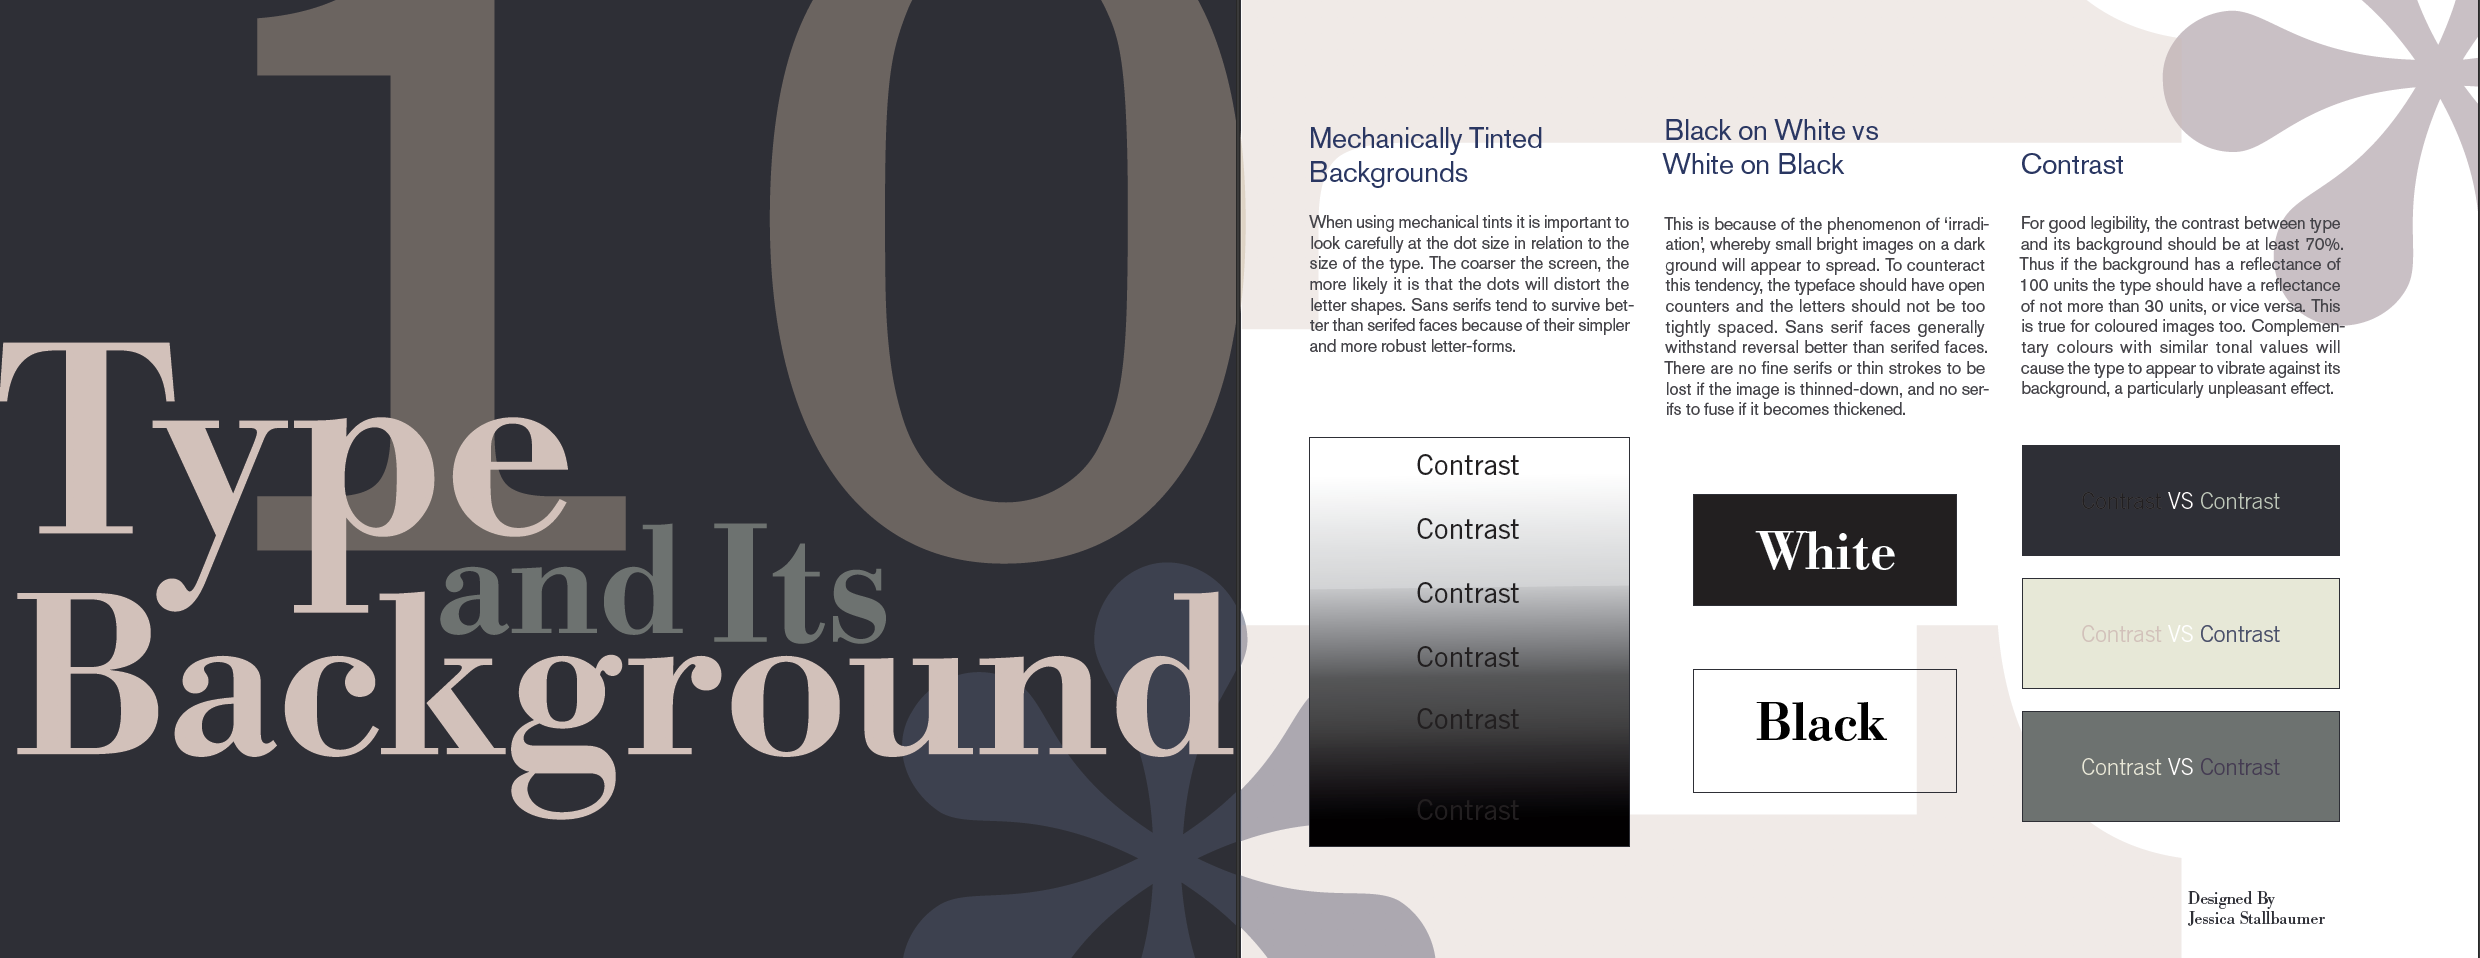 10
Type
and Its
Background
Mechanically Tinted
Backgrounds
When using mechanical tints it is important to
look carefully at the dot size in relation to the
size of the type. The coarser the screen, the
more likely it is that the dots will distort the
letter shapes. Sans serifs tend to survive bet-
ter than serifed faces because of their simpler
and more robust letter-forms.
Contrast
Contrast
Contrast
Contrast
Contrast
Contrast
Black on White vs
White on Black
This is because of the phenomenon of ‘irradi-
ation’, whereby small bright images on a dark
ground will appear to spread. To counteract
this tendency, the typeface should have open
counters and the letters should not be too
tightly spaced. Sans serif faces generally
withstand reversal better than serifed faces.
There are no fine serifs or thin strokes to be
lost if the image is thinned-down, and no ser-
ifs to fuse if it becomes thickened.
White
Black
Contrast
For good legibility, the contrast between type
and its background should be at least 70%.
Thus if the background has a reflectance of
100 units the type should have a reflectance
of not more than 30 units, or vice versa. This
is true for coloured images too. Complemen-
tary colours with similar tonal values will
cause the type to appear to vibrate against its
background, a particularly unpleasant effect.
Contrast VS Contrast
Contrast VS Contrast
Contrast VS Contrast
Designed By
Jessica Stallbaumer